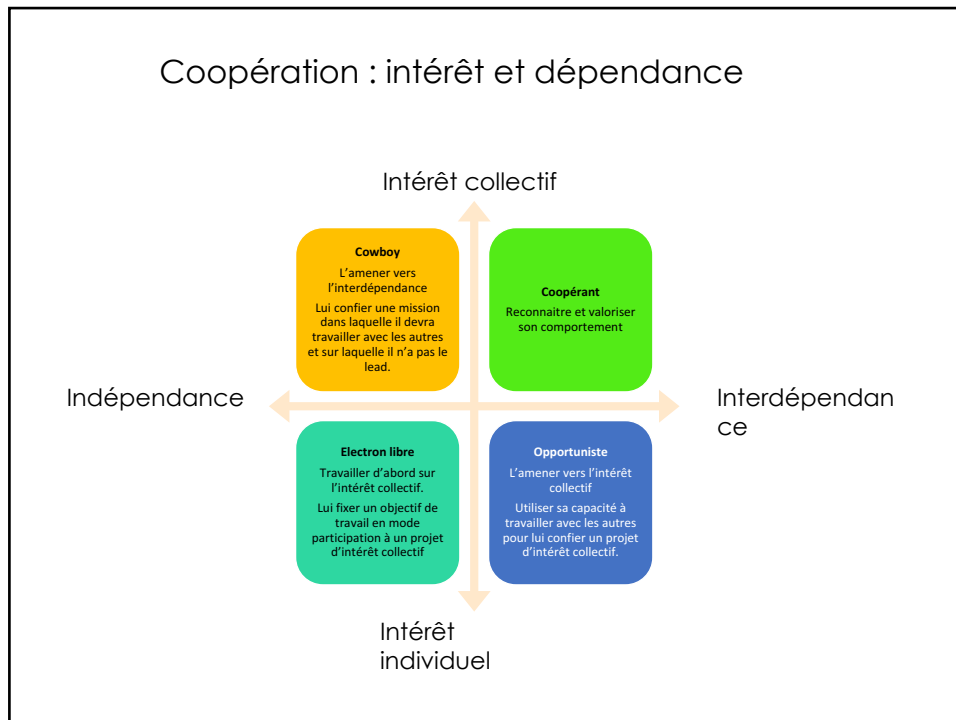 Coopération : intérêt et dépendance
Intérêt collectif
Cowboy
L’amener vers
l’interdépendance
Lui confier une mission
dans laquelle il devra
travailler avec les autres
et sur laquelle il n’a pas le
lead.
Coopérant
Reconnaitre et valoriser
son comportement
Indépendance
Interdépendan
ce
Electron libre
Travailler d’abord sur
l’intérêt collectif.
Lui fixer un objectif de
travail en mode
participation à un projet
d’intérêt collectif
Opportuniste
L’amener vers l’intérêt
collectif
Utiliser sa capacité à
travailler avec les autres
pour lui confier un projet
d’intérêt collectif.
Intérêt
individuel